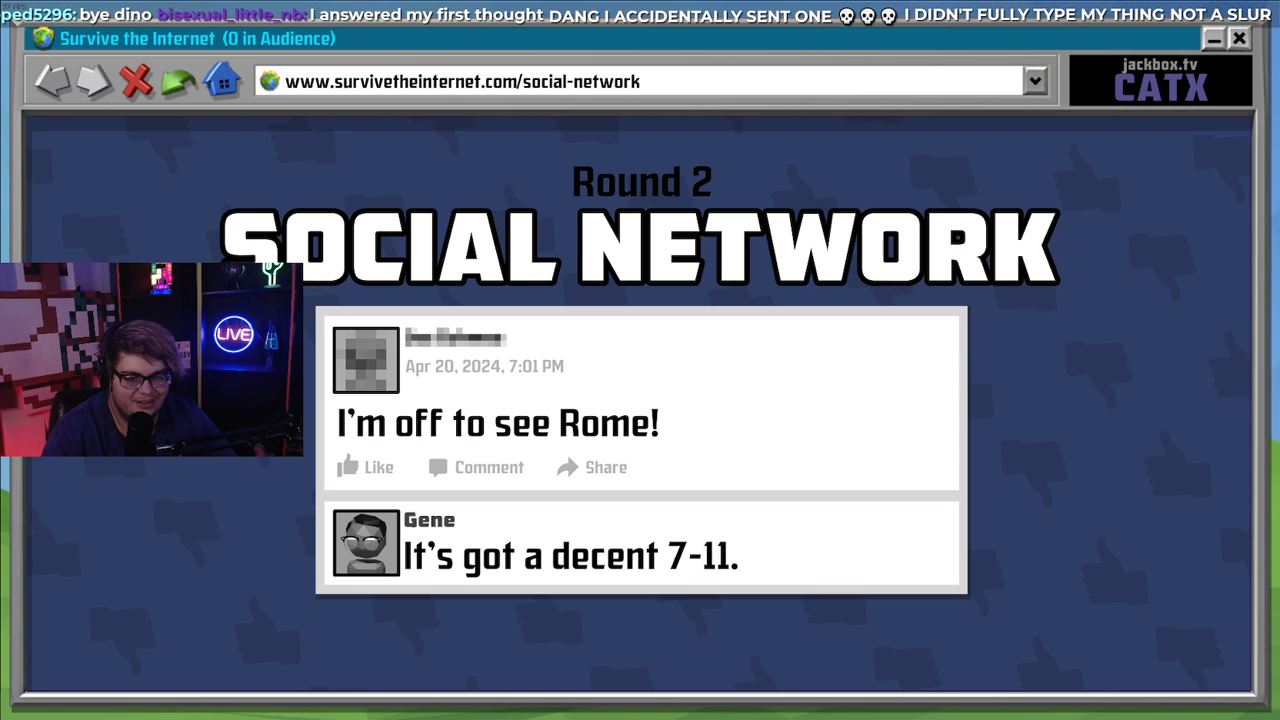 ped5296: bye dino bisexual_little_nb: I answered my first thought DANG I ACCIDENTALLY SENT ONE 💀 💀 💀 I DIDN'T FULLY TYPE MY THING NOT A SLUR
Survive the Internet (0 in Audience)
www.survivetheinternet.com/social-network
jackbox.tv
CATX
Round 2
SOCIAL NETWORK
LIVE
Apr 20, 2024, 7:01 PM
I'm off to see Rome!
Like Comment Share
Gene
It's got a decent 7-11.